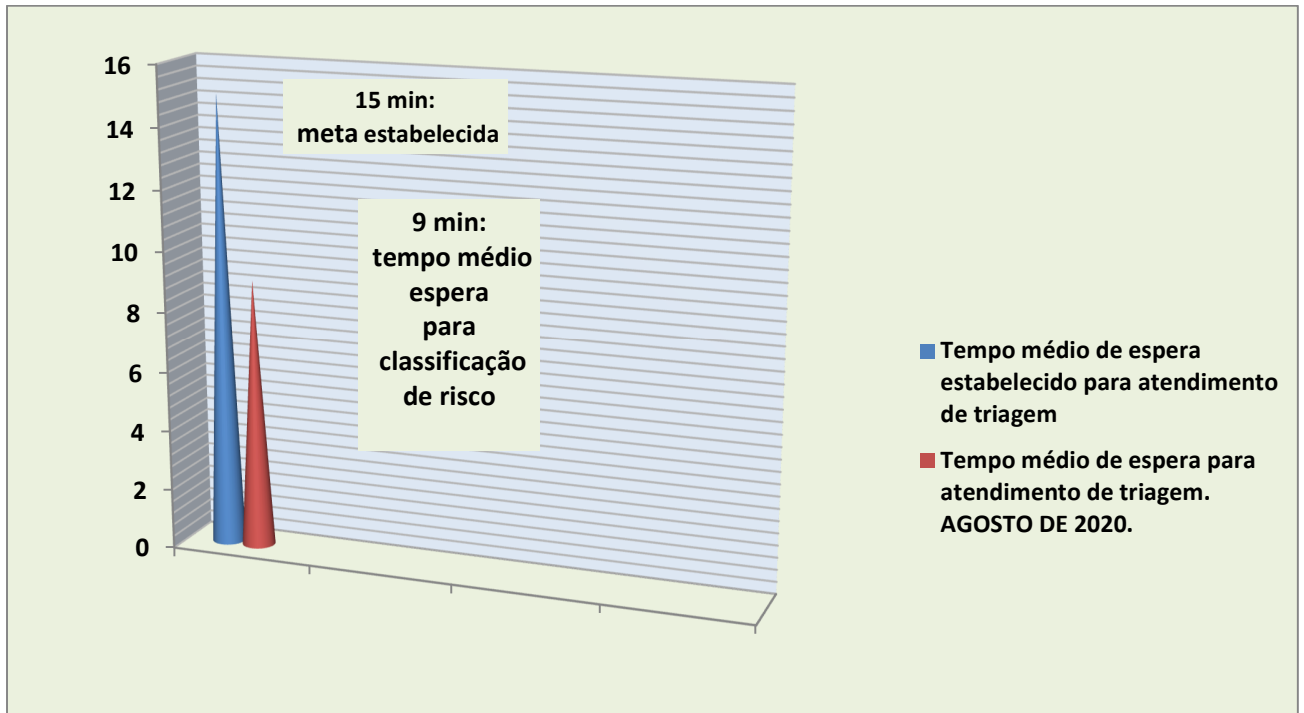 16
14
12
10
8
6
4
2
0
15 min:
meta estabelecida
9 min:
tempo médio
espera
para
classificação
de risco
Tempo médio de espera
estabelecido para atendimento
de triagem
Tempo médio de espera para
atendimento de triagem.
AGOSTO DE 2020.